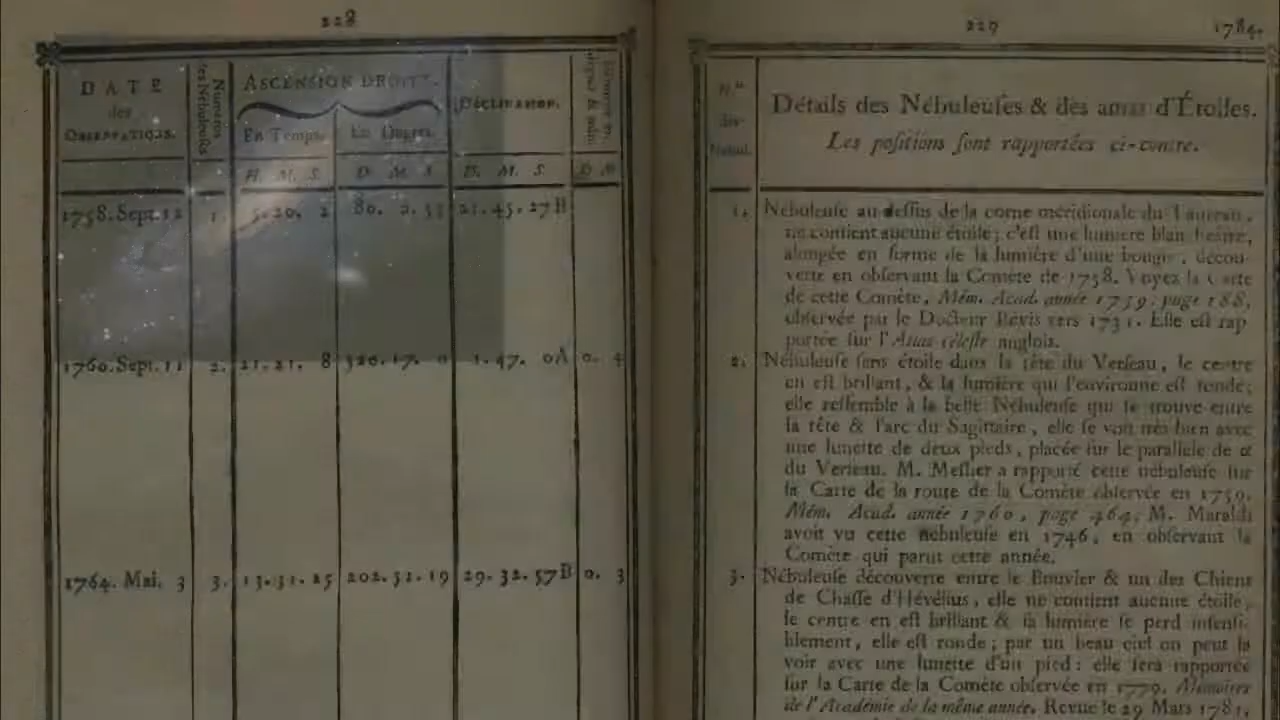 228
DATE
des
OBSERVATIONS.
Numéros
des Nébuleuses
ASCENSION DROITE.
En Temps.
En Degrés.
DÉCLINAISON.
H. M. S.
D. M. S.
D. M. S.
D. M.
1758. Sept. 12 1. 5. 20. 2 80. 0. 33 21. 45. 27 B
1760. Sept. 11 2. 21. 21. 8 320. 17. 0 1. 47. 0 A 0. 4
1764. Mai. 3 3. 13. 31. 25 202. 51. 19 29. 32. 57 B 0. 3
229
1784.
N.os
des
Nébul.
Détails des Nébuleuſes & des amas d'Étoiles.
Les poſitions ſont rapportées ci-contre.
1. Nébuleuſe au deſſus de la corne méridionale du Taureau,
ne contient aucune étoile; c'eſt une lumière blanchâtre,
alongée en forme de la lumière d'une bougie, décou-
verte en obſervant la Comète de 1758. Voyez la Carte
de cette Comète, Mém. Acad. année 1759, page 188,
obſervée par le Docteur Bévis vers 1731. Elle eſt rap
portée ſur l'Atlas céleſte anglois.
2. Nébuleuſe ſans étoile dans la tête du Verſeau, le centre
en eſt brillant, & la lumière qui l'environne eſt ronde;
elle reſſemble à la belle Nébuleuſe qui ſe trouve entre
la tête & l'arc du Sagittaire, elle ſe voit très-bien avec
une lunette de deux pieds, placée ſur le parallèle de α
du Verſeau. M. Meſſier a rapporté cette nébuleuſe ſur
la Carte de la route de la Comète obſervée en 1759.
Mém. Acad. année 1760, page 464. M. Maraldi
avoit vu cette nébuleuſe en 1746, en obſervant la
Comète qui parut cette année.
3. Nébuleuſe découverte entre le Bouvier & un des Chiens
de Chaſſe d'Hévélius, elle ne contient aucune étoile,
le centre en eſt brillant & ſa lumière ſe perd inſenſi-
blement, elle eſt ronde; par un beau ciel on peut la
voir avec une lunette d'un pied: elle ſera rapportée
ſur la Carte de la Comète obſervée en 1779. Mémoires
de l'Académie de la même année. Revue le 29 Mars 1781,